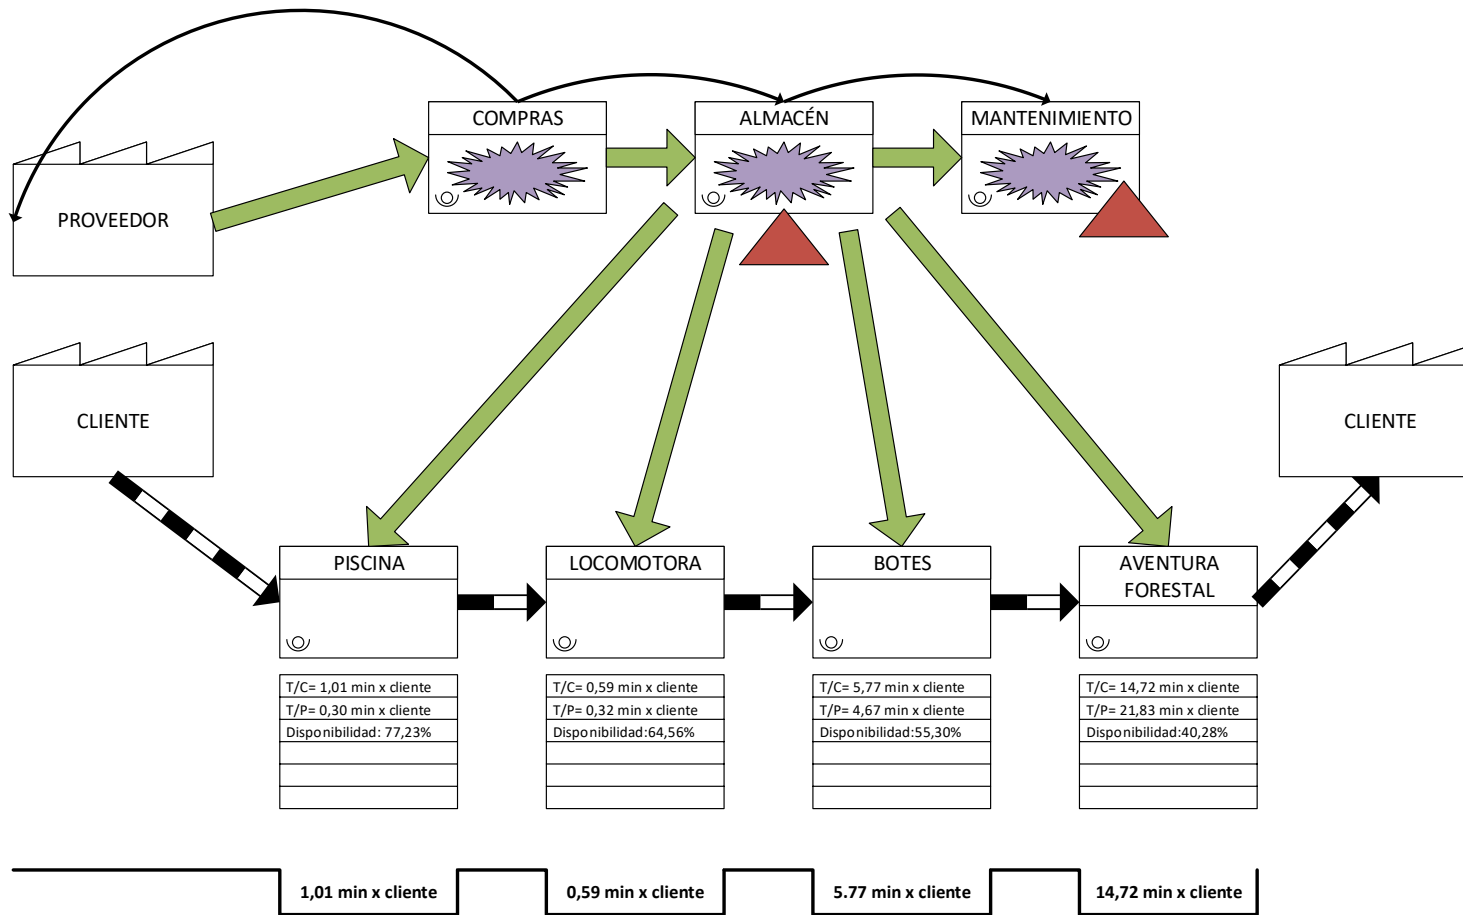 COMPRAS
ALMACÉN
MANTENIMIENTO
PROVEEDOR
CLIENTE
CLIENTE
PISCINA
LOCOMOTORA
BOTES
AVENTURA
FORESTAL
T/C= 1,01 min x cliente
T/P= 0,30 min x cliente
Disponibilidad: 77,23%
T/C= 0,59 min x cliente
T/P= 0,32 min x cliente
Disponibilidad:64,56%
T/C= 5,77 min x cliente
T/P= 4,67 min x cliente
Disponibilidad:55,30%
T/C= 14,72 min x cliente
T/P= 21,83 min x cliente
Disponibilidad:40,28%
1,01 min x cliente
0,59 min x cliente
5.77 min x cliente
14,72 min x cliente